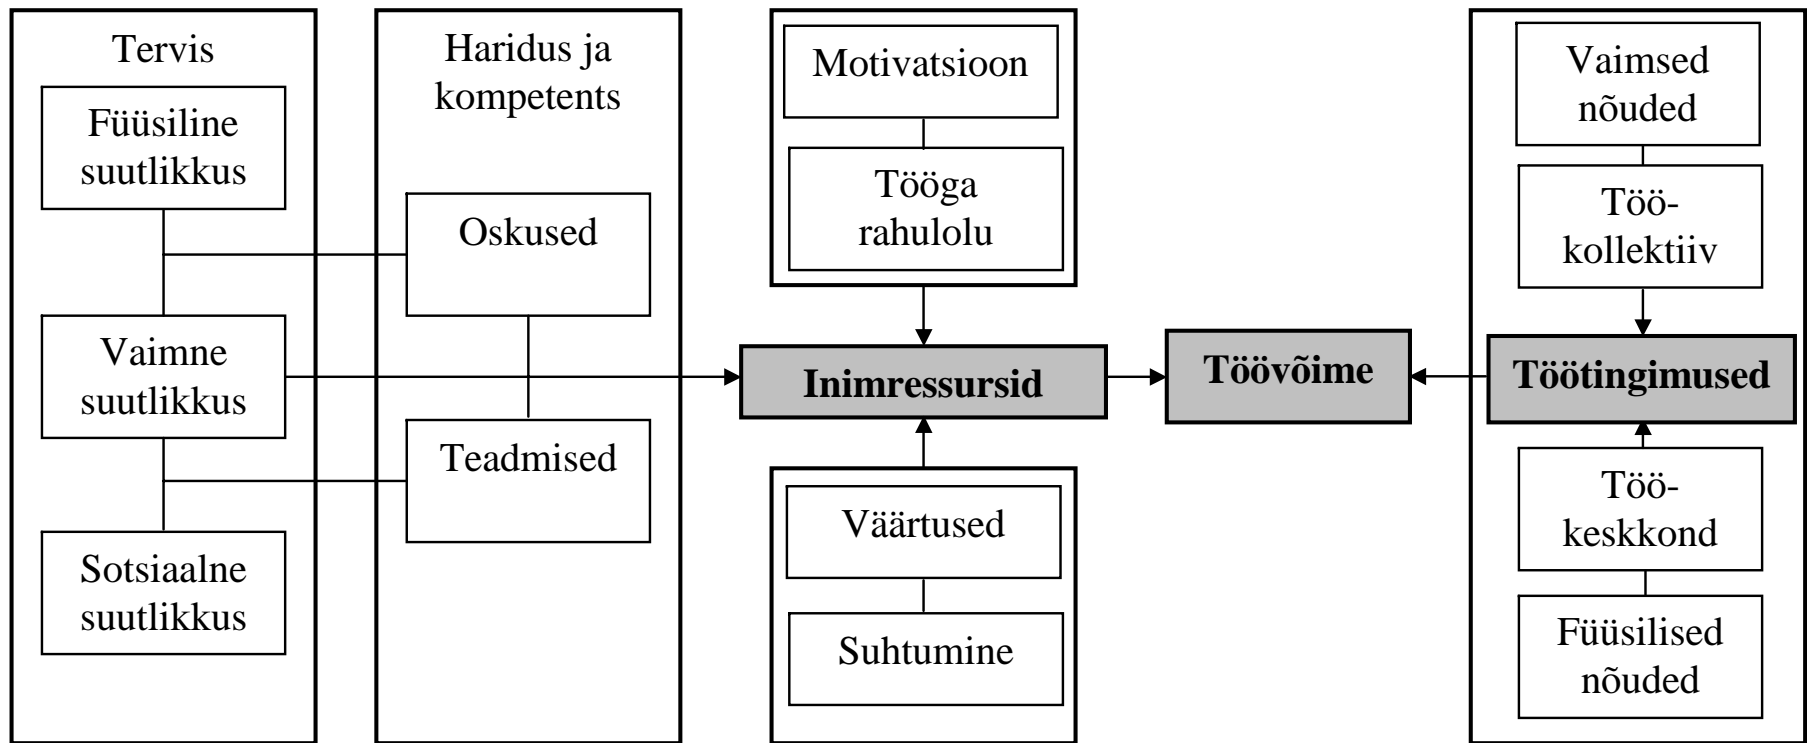 Tervis
Füüsiline
suutlikkus
Vaimne
suutlikkus
Sotsiaalne
suutlikkus
Haridus ja
kompetents
Oskused
Teadmised
Motivatsioon
Tööga
rahulolu
Inimressursid
Väärtused
Suhtumine
Töövõime
Vaimsed
nõuded
Töö-
kollektiiv
Töötingimused
Töö-
keskkond
Füüsilised
nõuded